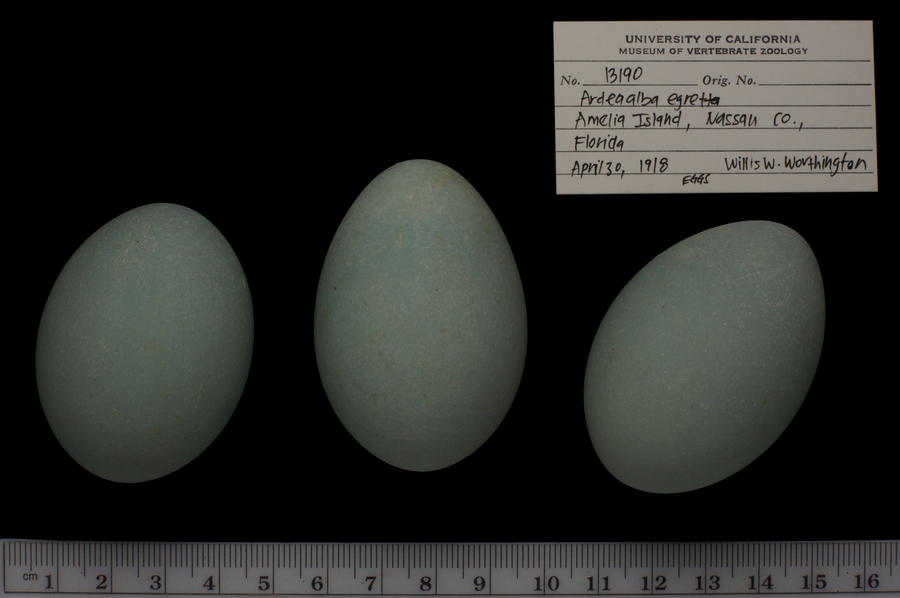 UNIVERSITY OF CALIFORNIA
MUSEUM OF VERTEBRATE ZOOLOGY
No. 13190 Orig. No.
Ardea alba egretta
Amelia Island, Nassau Co.,
Florida
April 30, 1918 Willis W. Worthington
EGGS
cm 1 2 3 4 5 6 7 8 9 10 11 12 13 14 15 16